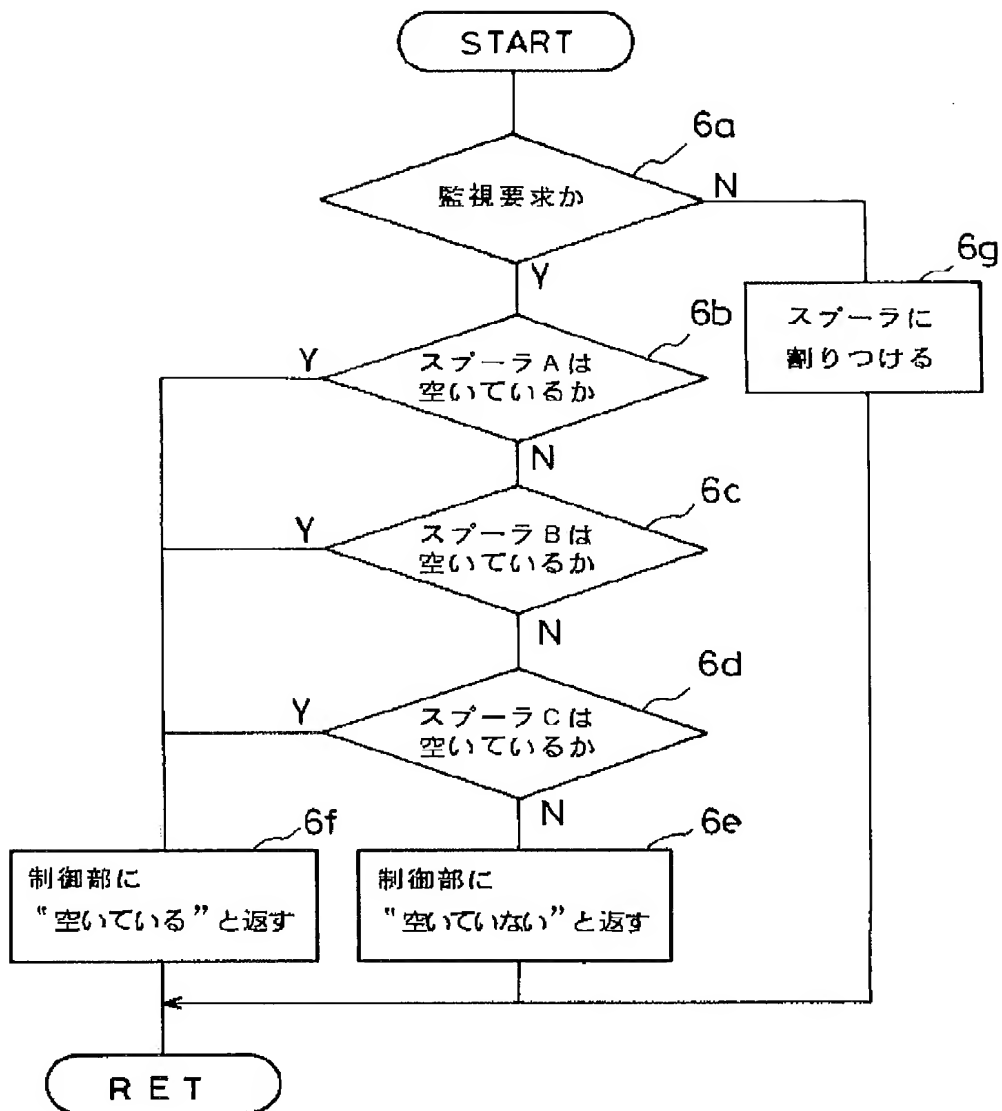 START
6a
監視要求か
N
Y
6g
スプーラに
割りつける
6b
Y
スプーラAは
空いているか
N
6c
Y
スプーラBは
空いているか
N
6d
Y
スプーラCは
空いているか
N
6f
制御部に
“空いている”と返す
6e
制御部に
“空いていない”と返す
RET